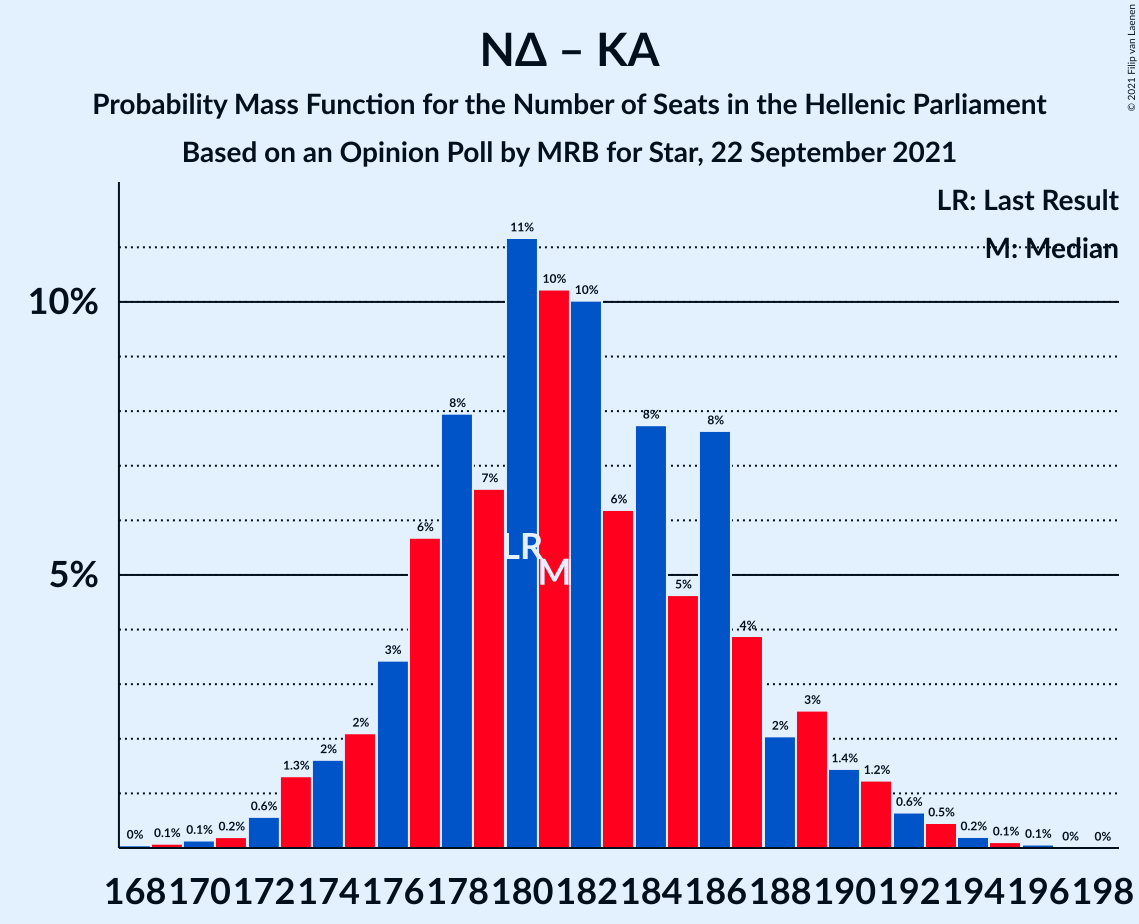 © 2021 Filip van Laenen
ΝΔ – ΚΑ
Probability Mass Function for the Number of Seats in the Hellenic Parliament
Based on an Opinion Poll by MRB for Star, 22 September 2021
LR: Last Result
M: Median
10%
5%
0% 0.1% 0.1% 0.2% 0.6% 1.3% 2% 2% 3% 6% 8% 7% 11% 10% 10% 6% 8% 5% 8% 4% 2% 3% 1.4% 1.2% 0.6% 0.5% 0.2% 0.1% 0.1% 0% 0%
LR
M
168 170 172 174 176 178 180 182 184 186 188 190 192 194 196 198